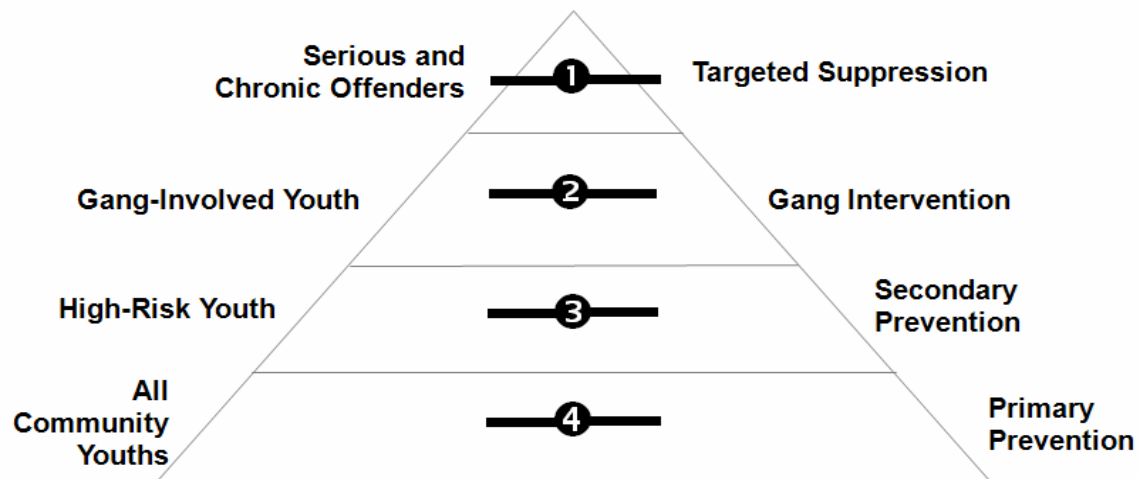 Serious and
Chronic Offenders
1
Targeted Suppression
Gang-Involved Youth
2
Gang Intervention
High-Risk Youth
3
Secondary
Prevention
All
Community
Youths
4
Primary
Prevention